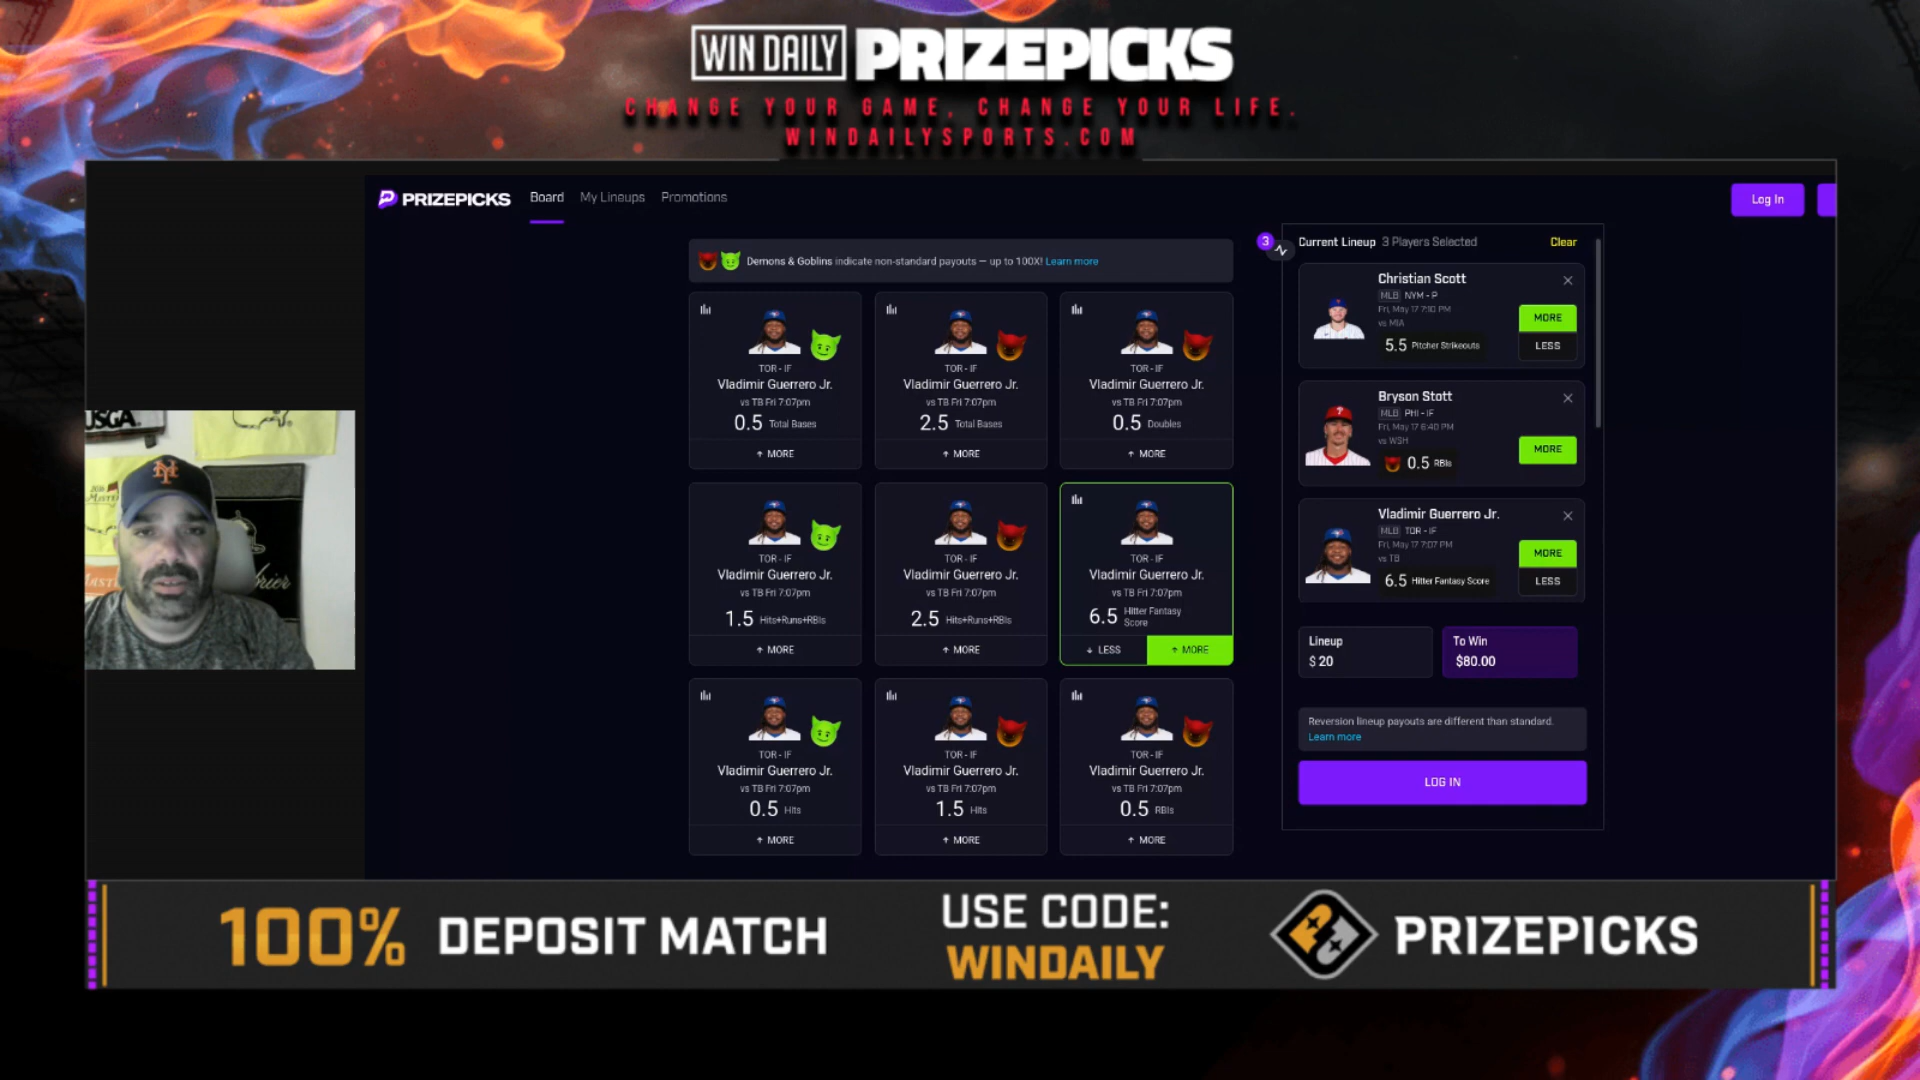 WIN DAILY PRIZEPICKS
CHANGE YOUR GAME, CHANGE YOUR LIFE.
WINDAILYSPORTS.COM
PRIZEPICKS Board My Lineups Promotions
Log In
Demons & Goblins indicate non-standard payouts — up to 100X! Learn more
TOR - IF
Vladimir Guerrero Jr.
vs TB Fri 7:07pm
0.5 Total Bases
↑ MORE
TOR - IF
Vladimir Guerrero Jr.
vs TB Fri 7:07pm
2.5 Total Bases
↑ MORE
TOR - IF
Vladimir Guerrero Jr.
vs TB Fri 7:07pm
0.5 Doubles
↑ MORE
TOR - IF
Vladimir Guerrero Jr.
vs TB Fri 7:07pm
1.5 Hits+Runs+RBIs
↑ MORE
TOR - IF
Vladimir Guerrero Jr.
vs TB Fri 7:07pm
2.5 Hits+Runs+RBIs
↑ MORE
TOR - IF
Vladimir Guerrero Jr.
vs TB Fri 7:07pm
6.5 Hitter Fantasy
Score
↓ LESS ↑ MORE
TOR - IF
Vladimir Guerrero Jr.
vs TB Fri 7:07pm
0.5 Hits
↑ MORE
TOR - IF
Vladimir Guerrero Jr.
vs TB Fri 7:07pm
1.5 Hits
↑ MORE
TOR - IF
Vladimir Guerrero Jr.
vs TB Fri 7:07pm
0.5 RBIs
↑ MORE
3
Current Lineup 3 Players Selected Clear
Christian Scott
MLB NYM - P
Fri, May 17 7:10 PM
vs MIA
5.5 Pitcher Strikeouts
MORE
LESS
Bryson Stott
MLB PHI - IF
Fri, May 17 6:40 PM
vs WSH
0.5 RBIs
MORE
Vladimir Guerrero Jr.
MLB TOR - IF
Fri, May 17 7:07 PM
vs TB
6.5 Hitter Fantasy Score
MORE
LESS
Lineup
$ 20
To Win
$80.00
Reversion lineup payouts are different than standard.
Learn more
LOG IN
USGA
100% DEPOSIT MATCH
USE CODE:
WINDAILY
PRIZEPICKS